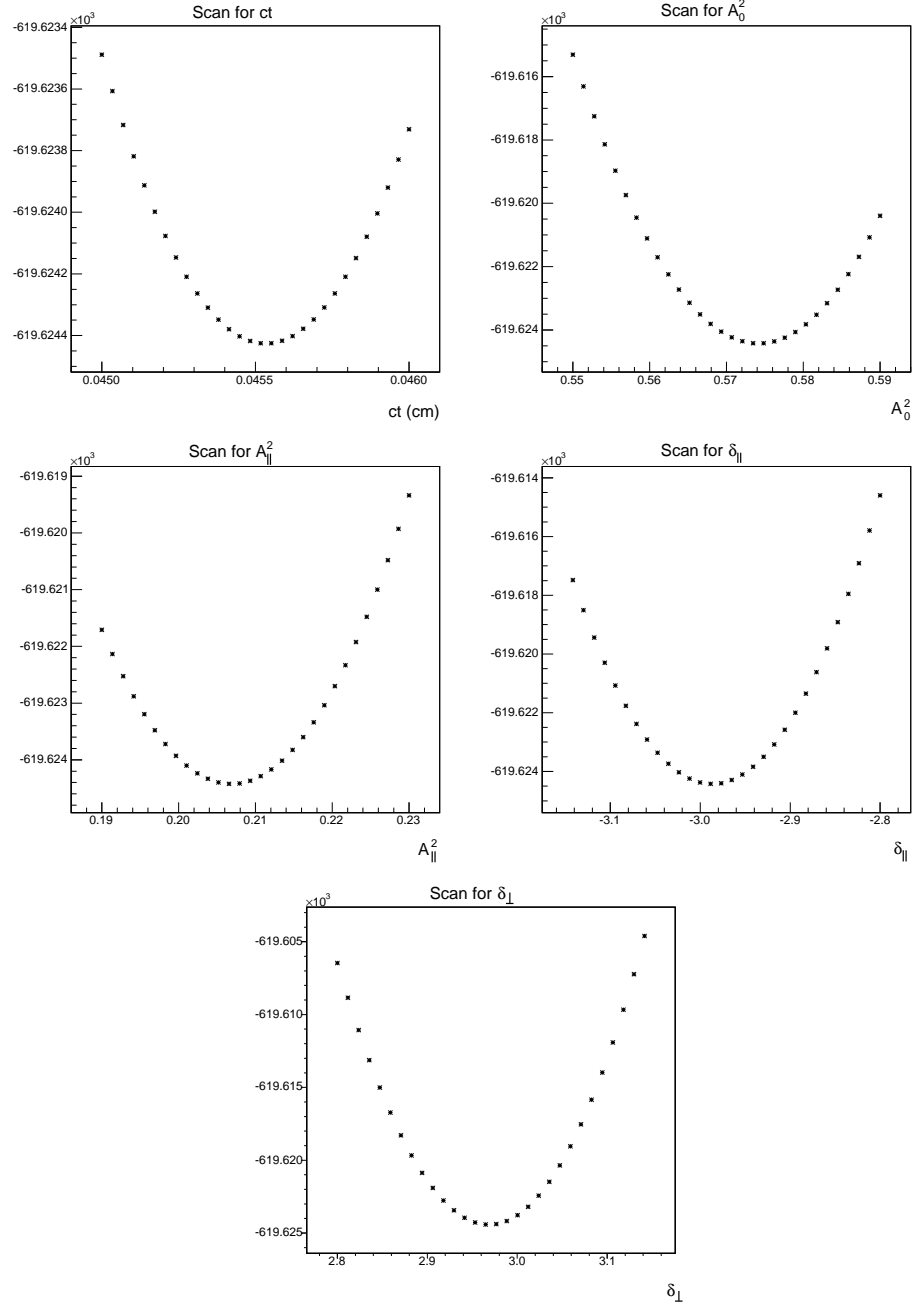 Scan for ct
×10³
-619.6234
-619.6236
-619.6238
-619.6240
-619.6242
-619.6244
0.0450 0.0455 0.0460
ct (cm)
Scan for A₀²
×10³
-619.616
-619.618
-619.620
-619.622
-619.624
0.55 0.56 0.57 0.58 0.59
A₀²
Scan for A∥²
×10³
-619.619
-619.620
-619.621
-619.622
-619.623
-619.624
0.19 0.20 0.21 0.22 0.23
A∥²
Scan for δ∥
×10³
-619.614
-619.616
-619.618
-619.620
-619.622
-619.624
-3.1 -3.0 -2.9 -2.8
δ∥
Scan for δ⊥
×10³
-619.605
-619.610
-619.615
-619.620
-619.625
2.8 2.9 3.0 3.1
δ⊥